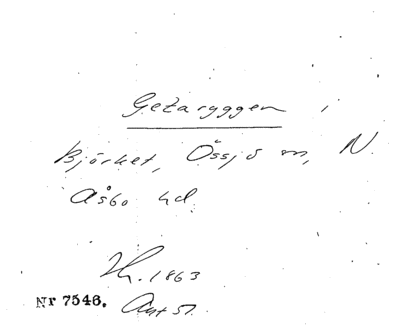 Getaryggen,
Björket, Össjö sn, N.
Åsbo hd.
1863
Nr 7546.